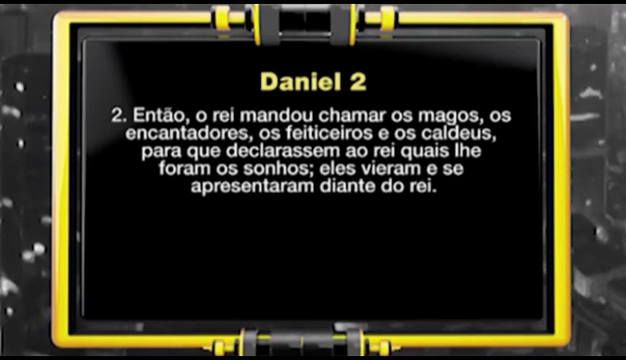 Daniel 2
2. Então, o rei mandou chamar os magos, os
encantadores, os feiticeiros e os caldeus,
para que declarassem ao rei quais lhe
foram os sonhos; eles vieram e se
apresentaram diante do rei.